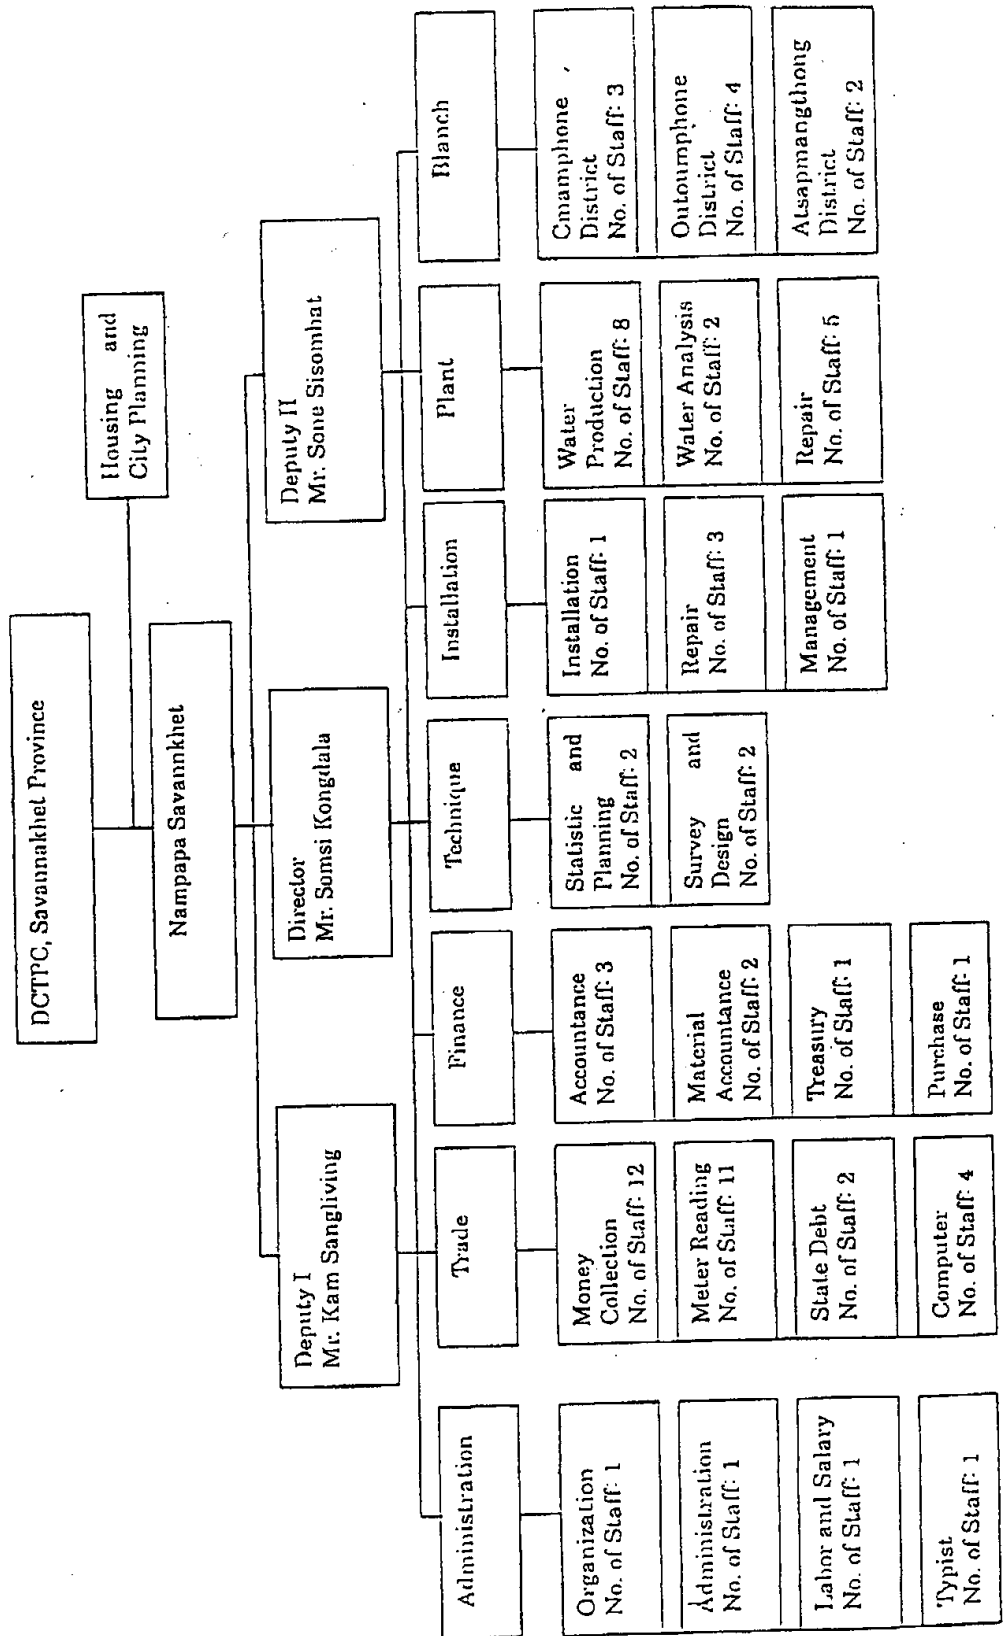 DCTPC, Savannakhet Province
Housing and
City Planning
Nampapa Savannkhet
Deputy I
Mr. Kam Sangliving
Director
Mr. Somsi Kongdala
Deputy II
Mr. Sone Sisombat
Administration
Trade
Finance
Technique
Installation
Plant
Blanch
Organization
No. of Staff: 1
Administration
No. of Staff: 1
Labor and Salary
No. of Staff: 1
Typist
No. of Staff: 1
Money
Collection
No. of Staff: 12
Meter Reading
No. of Staff: 11
State Debt
No. of Staff: 2
Computer
No. of Staff: 4
Accountance
No. of Staff: 3
Material
Accountance
No. of Staff: 2
Treasury
No. of Staff: 1
Purchase
No. of Staff: 1
Statistic and
Planning
No. of Staff: 2
Survey and
Design
No. of Staff: 2
Installation
No. of Staff: 1
Repair
No. of Staff: 3
Management
No. of Staff: 1
Water
Production
No. of Staff: 8
Water Analysis
No. of Staff: 2
Repair
No. of Staff: 5
Cmamphone
District
No. of Staff: 3
Outoumphone
District
No. of Staff: 4
Atsapmangthong
District
No. of Staff: 2